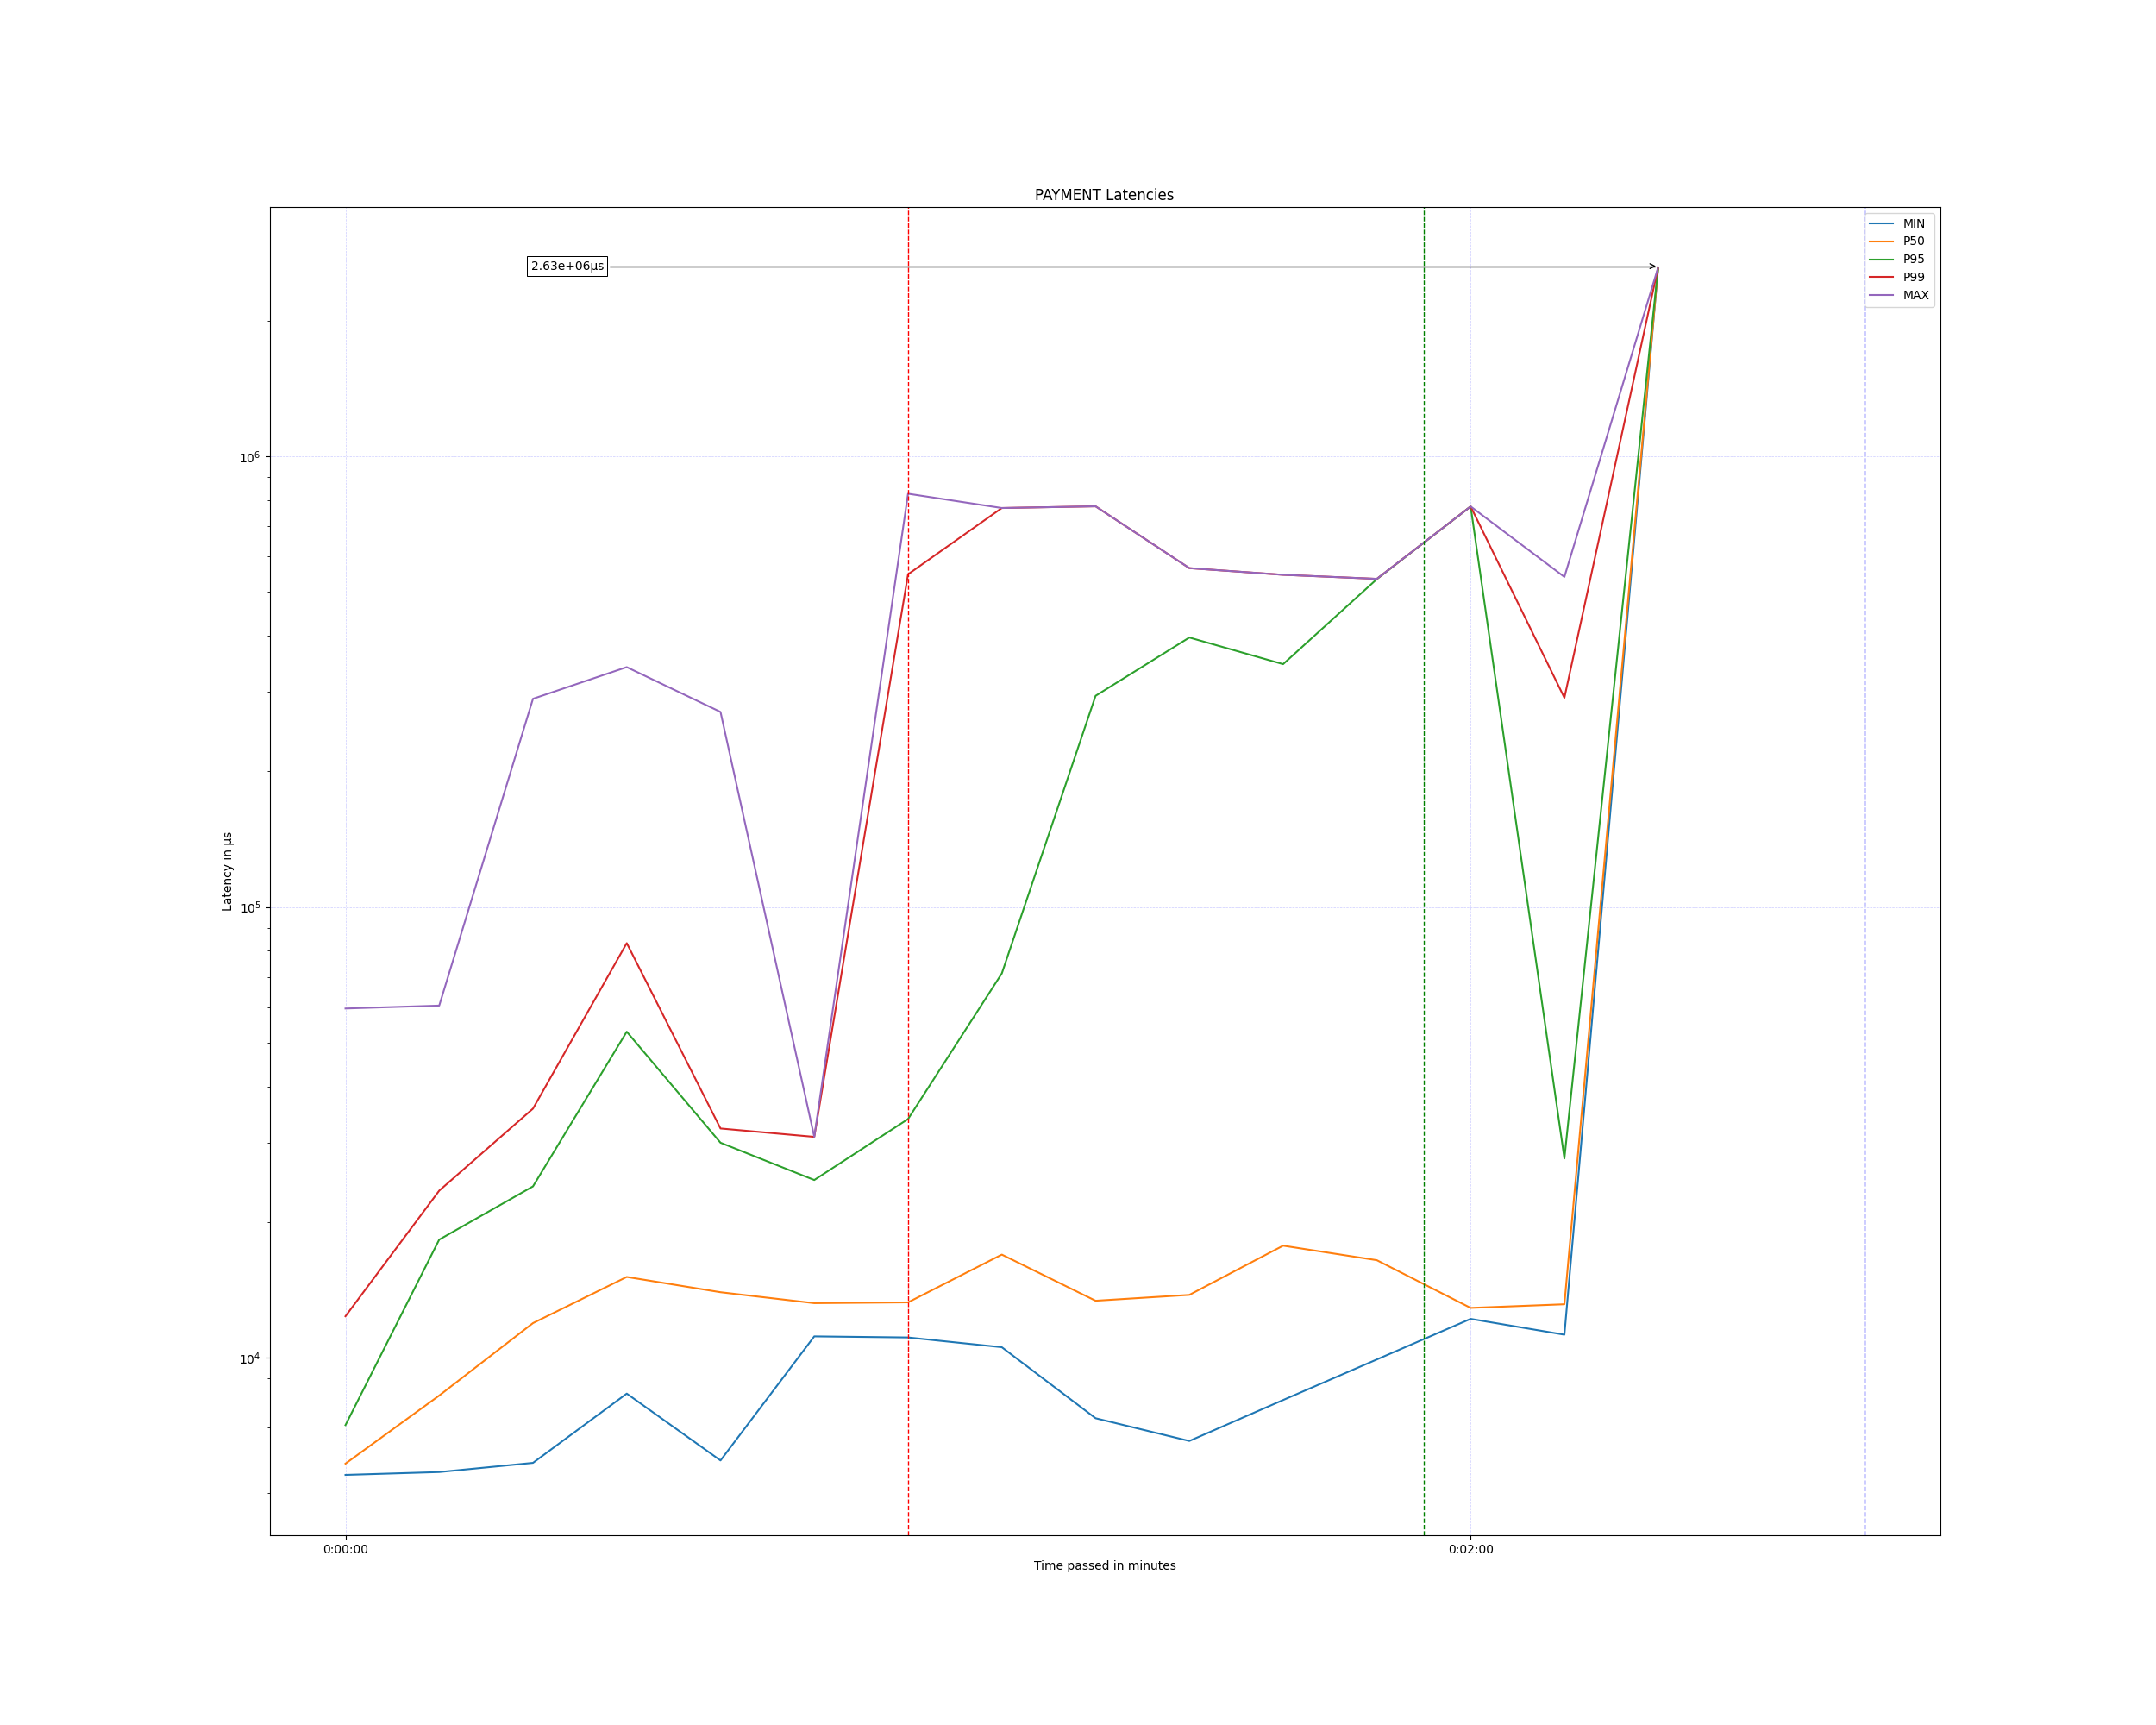 PAYMENT Latencies
2.63e+06µs
MIN
P50
P95
P99
MAX
10⁶
10⁵
10⁴
Latency in µs
0:00:00
0:02:00
Time passed in minutes